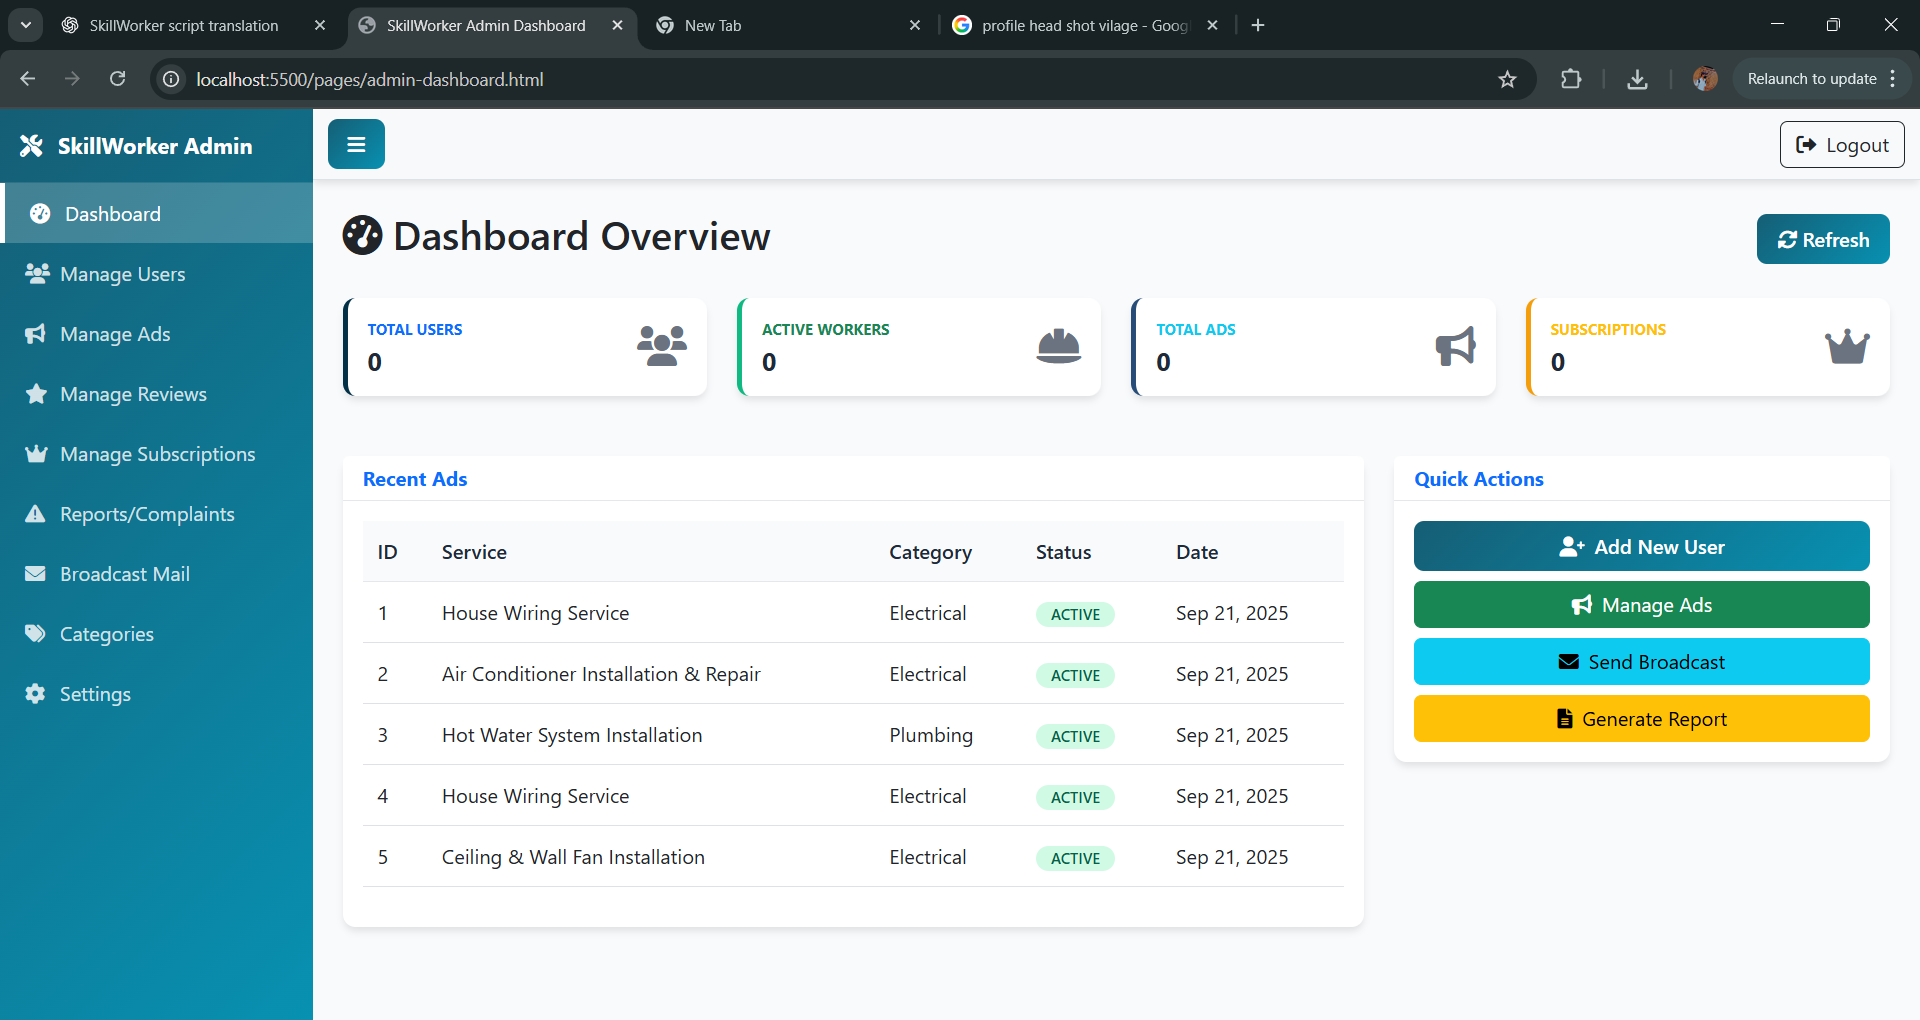 SkillWorker script translation
SkillWorker Admin Dashboard
New Tab
profile head shot vilage - Goog
localhost:5500/pages/admin-dashboard.html
Relaunch to update
SkillWorker Admin
Logout
Dashboard
Manage Users
Manage Ads
Manage Reviews
Manage Subscriptions
Reports/Complaints
Broadcast Mail
Categories
Settings
Dashboard Overview
Refresh
TOTAL USERS
0
ACTIVE WORKERS
0
TOTAL ADS
0
SUBSCRIPTIONS
0
Recent Ads
ID Service Category Status Date
1 House Wiring Service Electrical ACTIVE Sep 21, 2025
2 Air Conditioner Installation & Repair Electrical ACTIVE Sep 21, 2025
3 Hot Water System Installation Plumbing ACTIVE Sep 21, 2025
4 House Wiring Service Electrical ACTIVE Sep 21, 2025
5 Ceiling & Wall Fan Installation Electrical ACTIVE Sep 21, 2025
Quick Actions
Add New User
Manage Ads
Send Broadcast
Generate Report